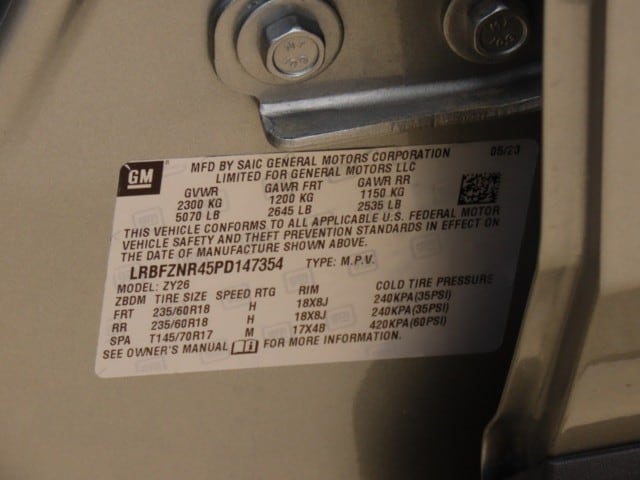 GM
MFD BY SAIC GENERAL MOTORS CORPORATION 05/23
LIMITED FOR GENERAL MOTORS LLC
GVWR GAWR FRT GAWR RR
2300 KG 1200 KG 1150 KG
5070 LB 2645 LB 2535 LB
THIS VEHICLE CONFORMS TO ALL APPLICABLE U.S. FEDERAL MOTOR
VEHICLE SAFETY AND THEFT PREVENTION STANDARDS IN EFFECT ON
THE DATE OF MANUFACTURE SHOWN ABOVE.
LRBFZNR45PD147354 TYPE: M.P.V.
MODEL: ZY26
ZBDM TIRE SIZE SPEED RTG RIM COLD TIRE PRESSURE
FRT 235/60R18 H 18X8J 240KPA(35PSI)
RR 235/60R18 H 18X8J 240KPA(35PSI)
SPA T145/70R17 M 17X48 420KPA(60PSI)
SEE OWNER'S MANUAL FOR MORE INFORMATION.